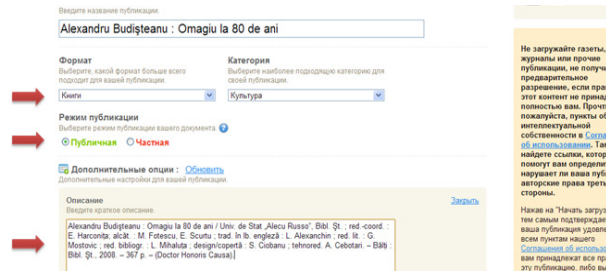 Введите название публикации.
Alexandru Budişteanu : Omagiu la 80 de ani
Формат
Выберите, какой формат больше всего
подходит для вашей публикации.
Книги
Категория
Выберите наиболее подходящую категорию для
своей публикации.
Культура
Режим публикации
Выберите режим публикации вашего документа.
Публичная Частная
Дополнительные опции : Обновить
Дополнительные настройки для вашей публикации.
Описание Закрыть
Введите краткое описание.
Alexandru Budişteanu : Omagiu la 80 de ani / Univ. de Stat „Alecu Russo”, Bibl. Şt. ; red.-coord. :
E. Harconiţa; alcăt. : M. Fotescu, E. Scurtu ; trad. în lb. engleză : L. Alexanchin ; red. lit. : G.
Mostovic ; red. bibliogr. : L. Mihaluta ; design/copertă : S. Ciobanu ; tehnored. A. Cebotari. – Bălţi :
Bibl. Şt., 2008. – 367 p. – (Doctor Honoris Causa).
Не загружайте газеты,
журналы или прочие
публикации, не получ
предварительное
разрешение, если прав
этот контент не принад
полностью вам. Прочт
пожалуйста, пункты об
интеллектуальной
собственности в Согла
об использовании. Там
найдете ссылки, котор
помогут вам определит
нарушает ли ваша публ
авторские права треть
стороны.
Нажав на "Начать загруз
тем самым подтверждае
ваша публикация удовле
всем пунктам нашего
Соглашения об использо
вам принадлежат все пра
эту публикацию, либо вы